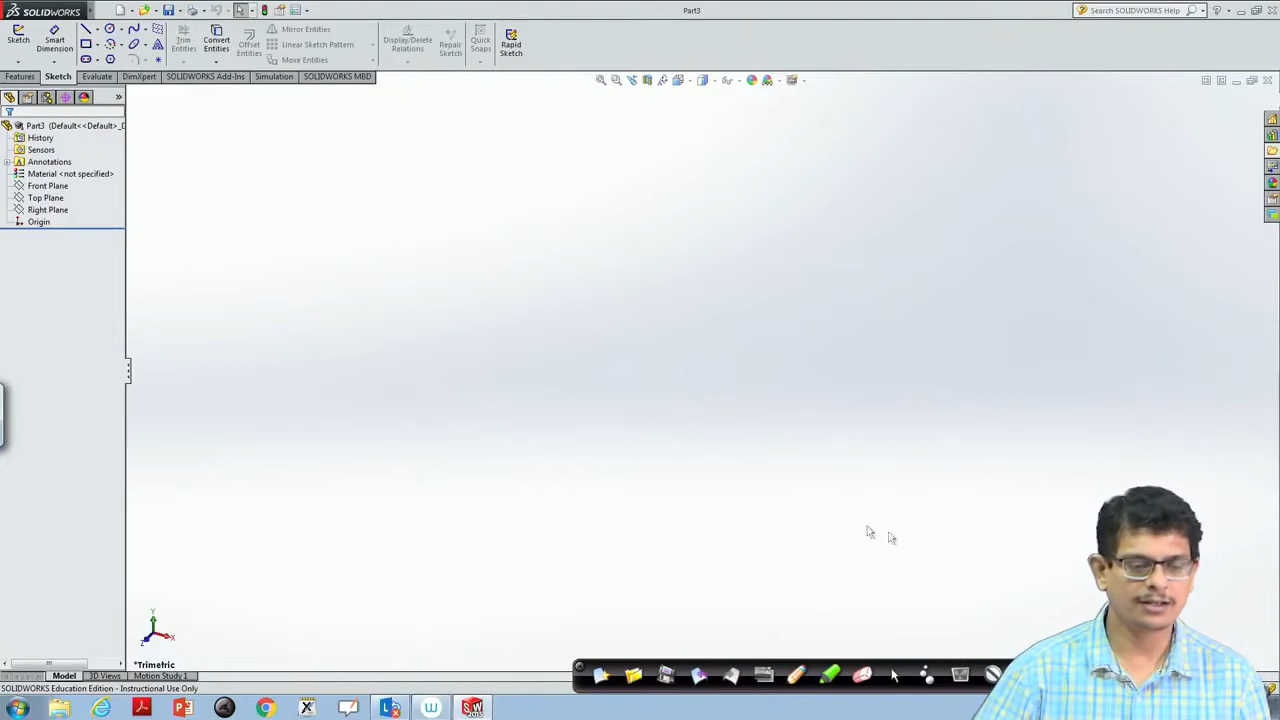 SOLIDWORKS
Part3
Search SOLIDWORKS Help
Sketch
Smart Dimension
Trim Entities
Convert Entities
Offset Entities
Mirror Entities
Linear Sketch Pattern
Move Entities
Display/Delete Relations
Repair Sketch
Quick Snaps
Rapid Sketch
Features
Sketch
Evaluate
DimXpert
SOLIDWORKS Add-Ins
Simulation
SOLIDWORKS MBD
Part3 (Default<<Default>_D
History
Sensors
Annotations
Material <not specified>
Front Plane
Top Plane
Right Plane
Origin
Y
X
Z
*Trimetric
Model
3D Views
Motion Study 1
SOLIDWORKS Education Edition - Instructional Use Only